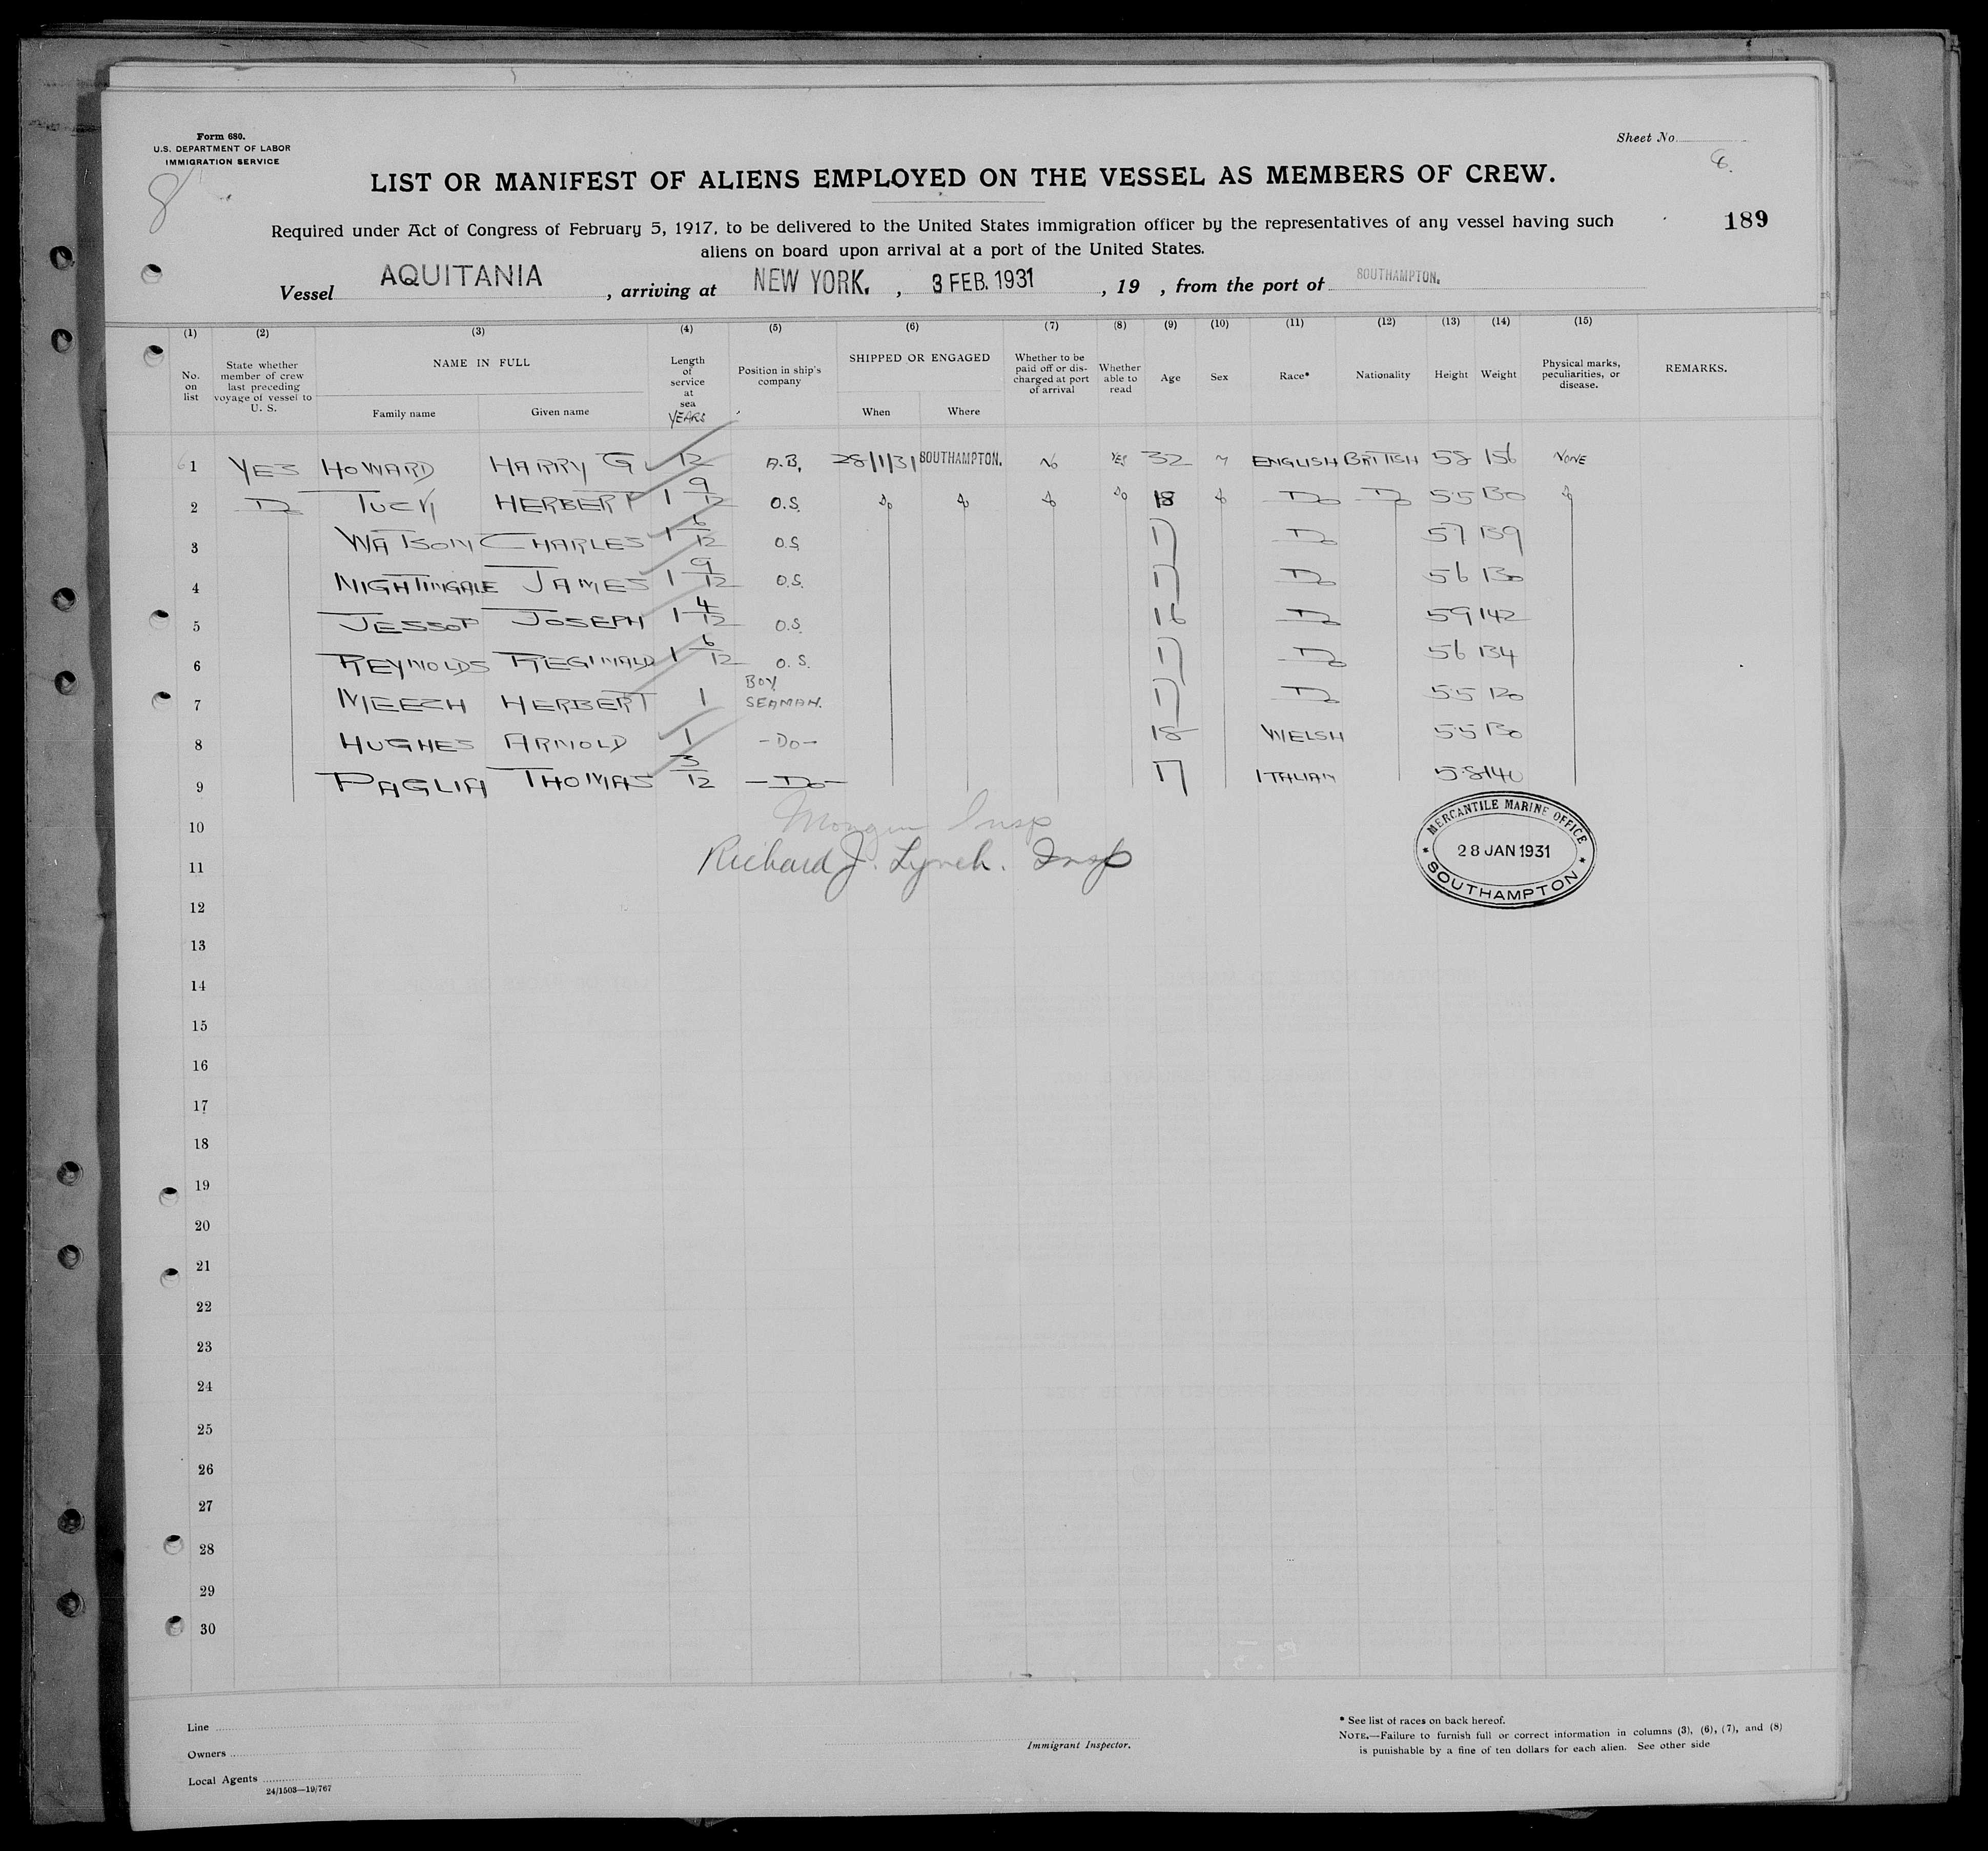 Form 680.
U.S. DEPARTMENT OF LABOR
IMMIGRATION SERVICE
Sheet No.
8
6.
LIST OR MANIFEST OF ALIENS EMPLOYED ON THE VESSEL AS MEMBERS OF CREW.
189
Required under Act of Congress of February 5, 1917, to be delivered to the United States immigration officer by the representatives of any vessel having such
aliens on board upon arrival at a port of the United States.
Vessel AQUITANIA, arriving at NEW YORK., 3 FEB. 1931, 19 , from the port of SOUTHAMPTON.
(1) (2) (3) (4) (5) (6) (7) (8) (9) (10) (11) (12) (13) (14) (15)
No. on list State whether member of crew last preceding voyage of vessel to U. S. NAME IN FULL Family name Given name Length of service at sea YEARS Position in ship's company SHIPPED OR ENGAGED When Where Whether to be paid off or discharged at port of arrival Whether able to read Age Sex Race* Nationality Height Weight Physical marks, peculiarities, or disease. REMARKS.
1 YES HOWARD HARRY G 12 A.B. 28/1/31 SOUTHAMPTON. No YES 32 M ENGLISH BRITISH 58 156 NONE
2 Do TUCK HERBERT 1 9/12 O.S. Do Do Do Do 18 Do Do Do 55 130 Do
3 WATSON CHARLES 1 6/12 O.S. 17 Do 57 139
4 NIGHTINGALE JAMES 1 9/12 O.S. 17 Do 56 130
5 JESSOP JOSEPH 1 4/12 O.S. 16 Do 59 142
6 REYNOLDS REGINALD 1 6/12 O.S. 17 Do 56 134
7 MEECH HERBERT 1 BOY SEAMAN. 17 Do 55 120
8 HUGHES ARNOLD 1 -Do- 18 WELSH 55 130
9 PAGLIA THOMAS 3/12 -Do- 17 ITALIAN 58 140
10 Insp
11 Richard J. Lynch. Insp
MERCANTILE MARINE OFFICE
28 JAN 1931
SOUTHAMPTON
12
13
14
15
16
17
18
19
20
21
22
23
24
25
26
27
28
29
30
Line
Owners
Local Agents
24/1503—19/767
Immigrant Inspector.
* See list of races on back hereof.
NOTE.—Failure to furnish full or correct information in columns (3), (6), (7), and (8)
is punishable by a fine of ten dollars for each alien. See other side